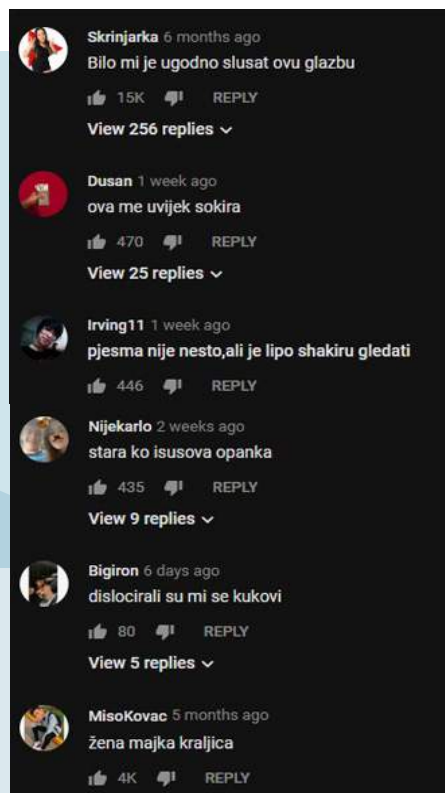 Skrinjarka 6 months ago
Bilo mi je ugodno slusat ovu glazbu
15K REPLY
View 256 replies
Dusan 1 week ago
ova me uvijek sokira
470 REPLY
View 25 replies
Irving11 1 week ago
pjesma nije nesto,ali je lipo shakiru gledati
446 REPLY
Nijekarlo 2 weeks ago
stara ko isusova opanka
435 REPLY
View 9 replies
Bigiron 6 days ago
dislocirali su mi se kukovi
80 REPLY
View 5 replies
MisoKovac 5 months ago
žena majka kraljica
4K REPLY